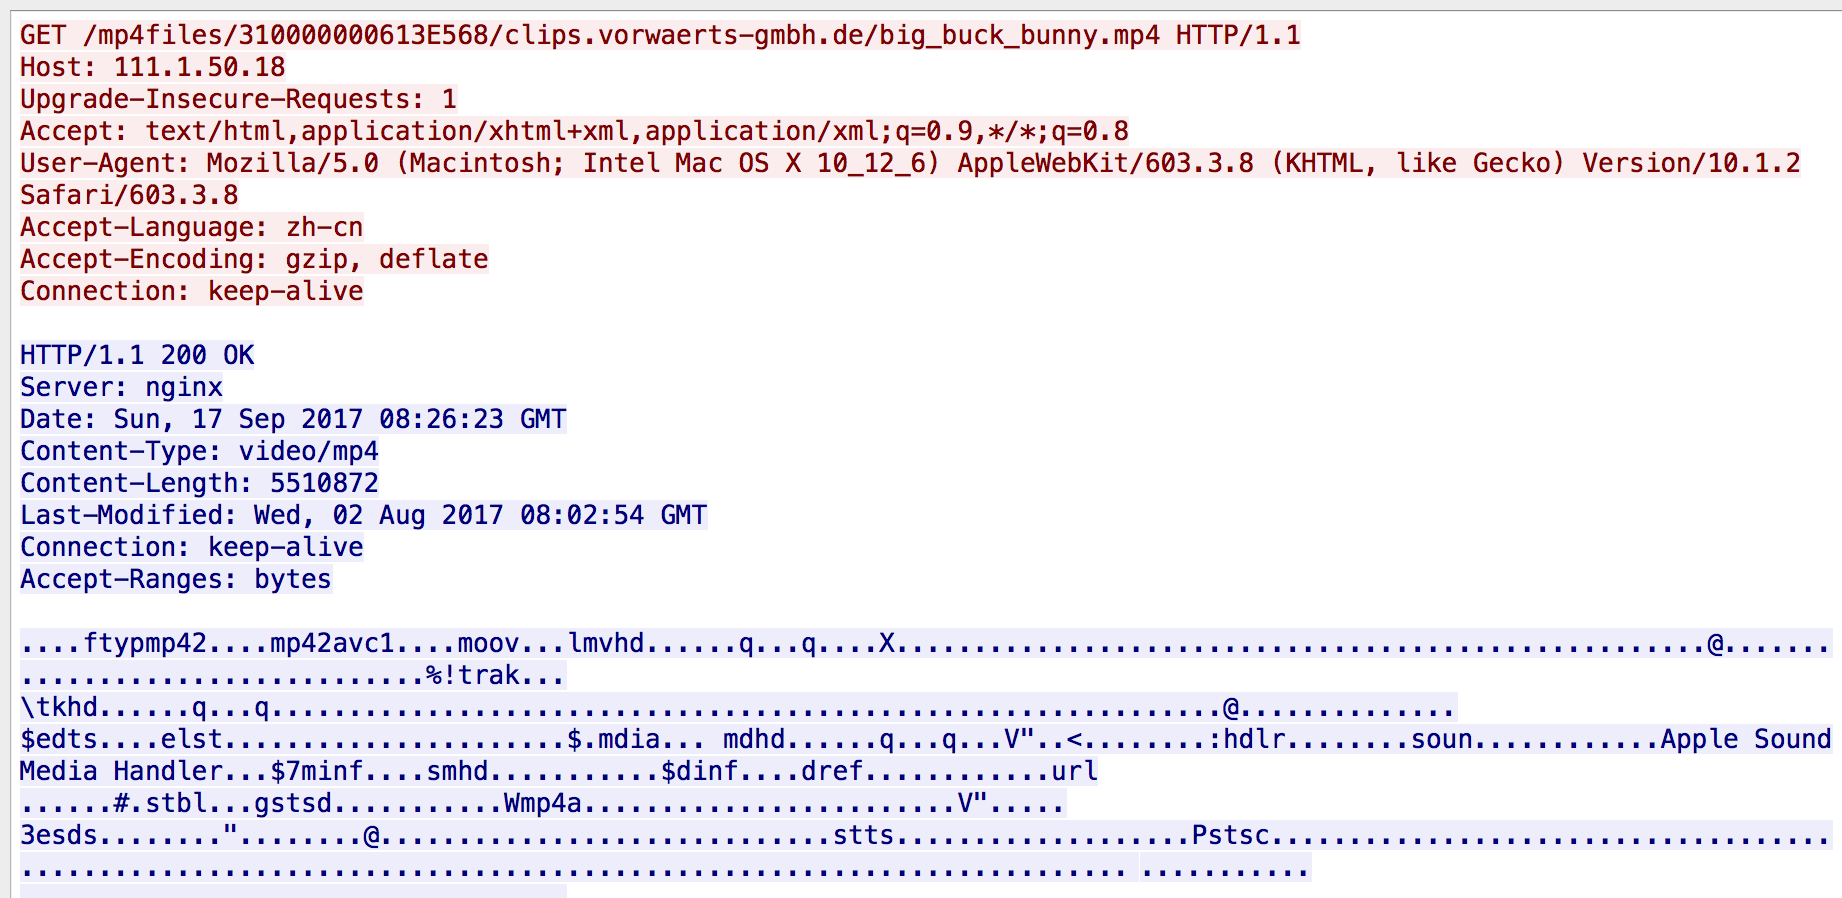 GET /mp4files/310000000613E568/clips.vorwaerts-gmbh.de/big_buck_bunny.mp4 HTTP/1.1
Host: 111.1.50.18
Upgrade-Insecure-Requests: 1
Accept: text/html,application/xhtml+xml,application/xml;q=0.9,*/*;q=0.8
User-Agent: Mozilla/5.0 (Macintosh; Intel Mac OS X 10_12_6) AppleWebKit/603.3.8 (KHTML, like Gecko) Version/10.1.2
Safari/603.3.8
Accept-Language: zh-cn
Accept-Encoding: gzip, deflate
Connection: keep-alive

HTTP/1.1 200 OK
Server: nginx
Date: Sun, 17 Sep 2017 08:26:23 GMT
Content-Type: video/mp4
Content-Length: 5510872
Last-Modified: Wed, 02 Aug 2017 08:02:54 GMT
Connection: keep-alive
Accept-Ranges: bytes

....ftypmp42....mp42avc1....moov...lmvhd......q...q....X....................................................@.......
..........................%!trak...
\tkhd......q...q.............................................................@..............
$edts....elst......................$.mdia... mdhd......q...q...V"..<........:hdlr........soun............Apple Sound
Media Handler...$7minf....smhd...........$dinf....dref............url
......#.stbl...gstsd...........Wmp4a........................V".....
3esds........"........@.............................stts...................Pstsc....................................
....................................................................... ...........